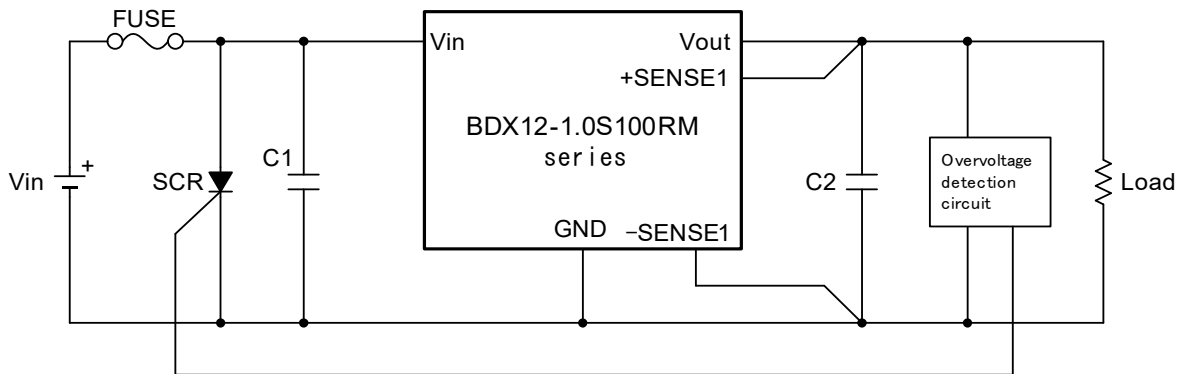 FUSE
Vin
Vout
+SENSE1
BDX12-1.0S100RM
series
C1
SCR
Vin
+
C2
Overvoltage
detection
circuit
Load
GND
−SENSE1